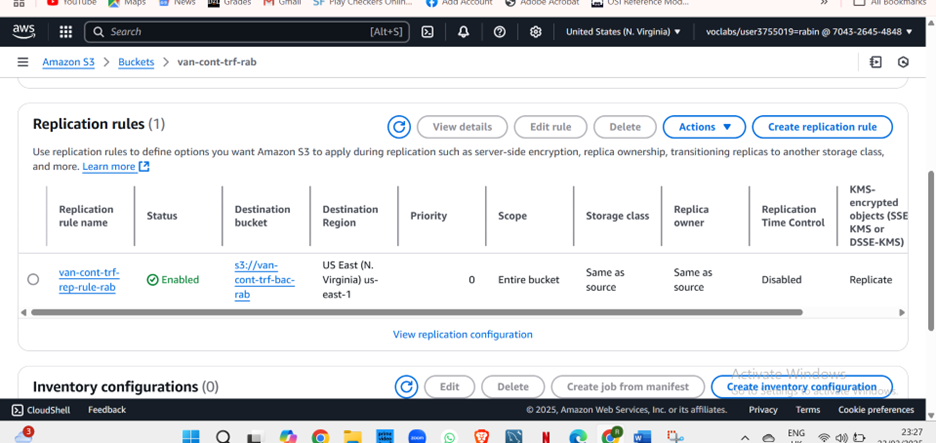 YouTube Maps News Grades Gmail Play Checkers Onlin... Add Account Adobe Acrobat OSI Reference Mod... All Bookmarks
aws Search [Alt+S] United States (N. Virginia) voclabs/user3755019=rabin @ 7043-2645-4848
Amazon S3 > Buckets > van-cont-trf-rab
Replication rules (1) View details Edit rule Delete Actions Create replication rule
Use replication rules to define options you want Amazon S3 to apply during replication such as server-side encryption, replica ownership, transitioning replicas to another storage class,
and more. Learn more
Replication rule name
Status
Destination bucket
Destination Region
Priority
Scope
Storage class
Replica owner
Replication Time Control
KMS-encrypted objects (SSE KMS or DSSE-KMS)
van-cont-trf-rep-rule-rab
Enabled
s3://van-cont-trf-bac-rab
US East (N. Virginia) us-east-1
0
Entire bucket
Same as source
Same as source
Disabled
Replicate
View replication configuration
Activate Windows
Inventory configurations (0) Edit Delete Create job from manifest Create inventory configuration
CloudShell Feedback © 2025, Amazon Web Services, Inc. or its affiliates. Privacy Terms Cookie preferences
3 prime video zoom R ENG 23:27